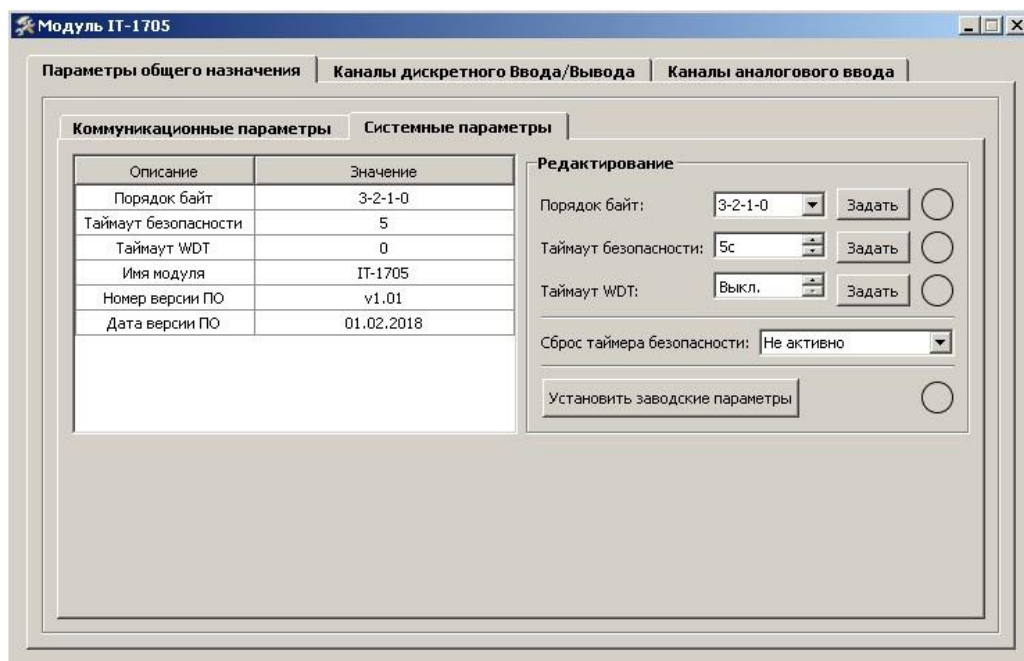 Модуль IT-1705
Параметры общего назначения
Каналы дискретного Ввода/Вывода
Каналы аналогового ввода
Коммуникационные параметры
Системные параметры
Описание Значение
Порядок байт 3-2-1-0
Таймаут безопасности 5
Таймаут WDT 0
Имя модуля IT-1705
Номер версии ПО v1.01
Дата версии ПО 01.02.2018
Редактирование
Порядок байт: 3-2-1-0 Задать
Таймаут безопасности: 5с Задать
Таймаут WDT: Выкл. Задать
Сброс таймера безопасности: Не активно
Установить заводские параметры